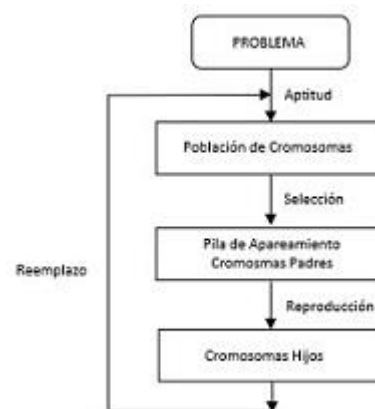 PROBLEMA
Aptitud
Población de Cromosomas
Selección
Pila de Apareamiento
Cromosmas Padres
Reemplazo
Reproducción
Cromosomas Hijos